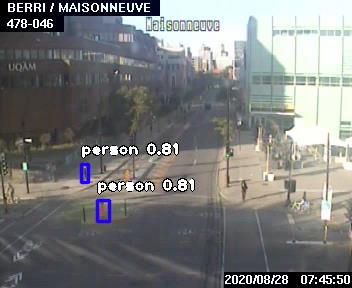 BERRI / MAISONNEUVE
478-046
Maisonneuve
UQÀM
person 0.81
person 0.81
2020/08/28 07:45:50